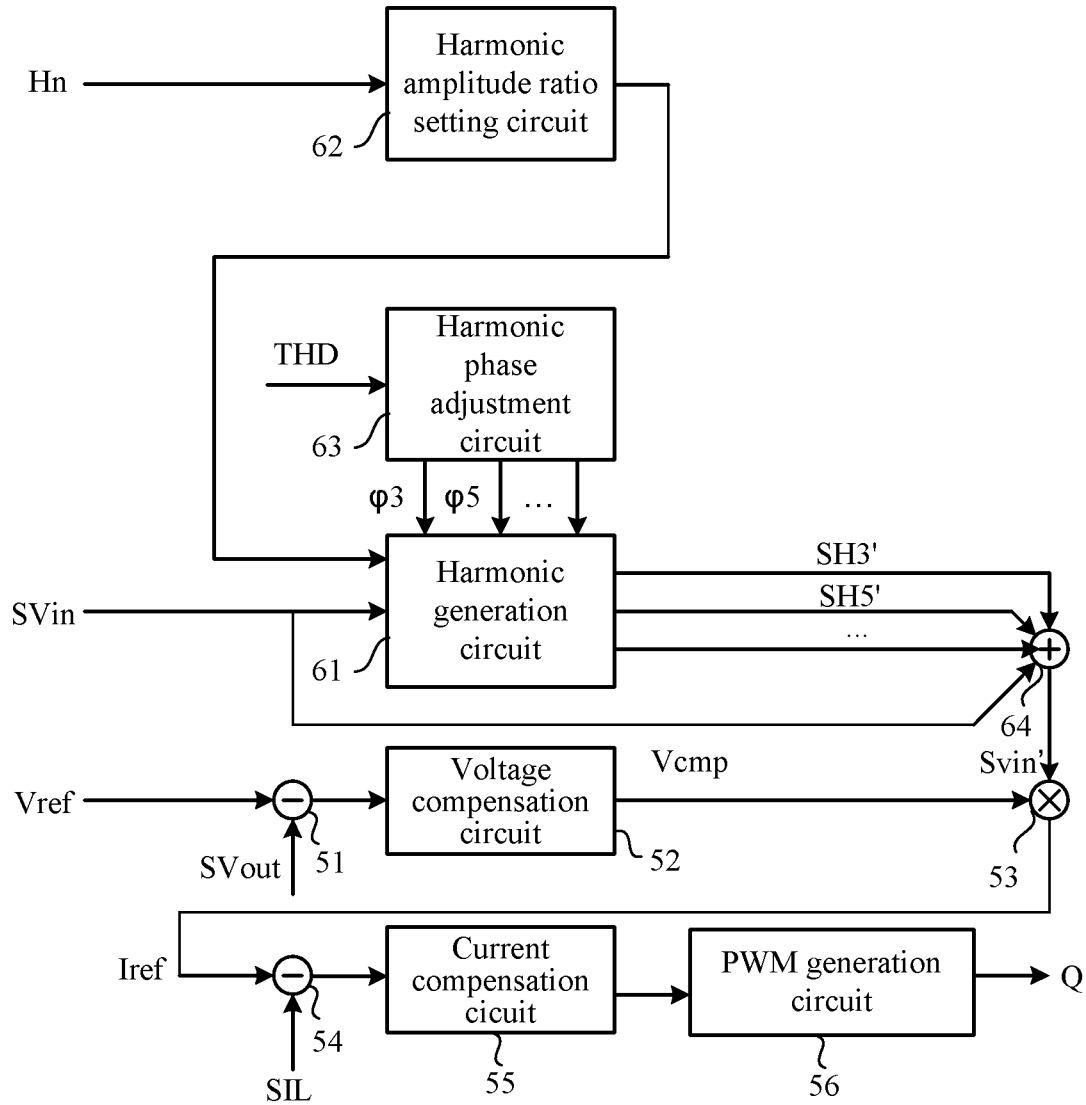 Hn
Harmonic
amplitude ratio
setting circuit
62
THD
Harmonic
phase
adjustment
circuit
63
φ3
φ5
...
SVin
Harmonic
generation
circuit
61
SH3'
SH5'
...
64
Vref
51
SVout
Voltage
compensation
circuit
52
Vcmp
Svin'
53
Iref
54
SIL
Current
compensation
cicuit
55
PWM generation
circuit
56
Q